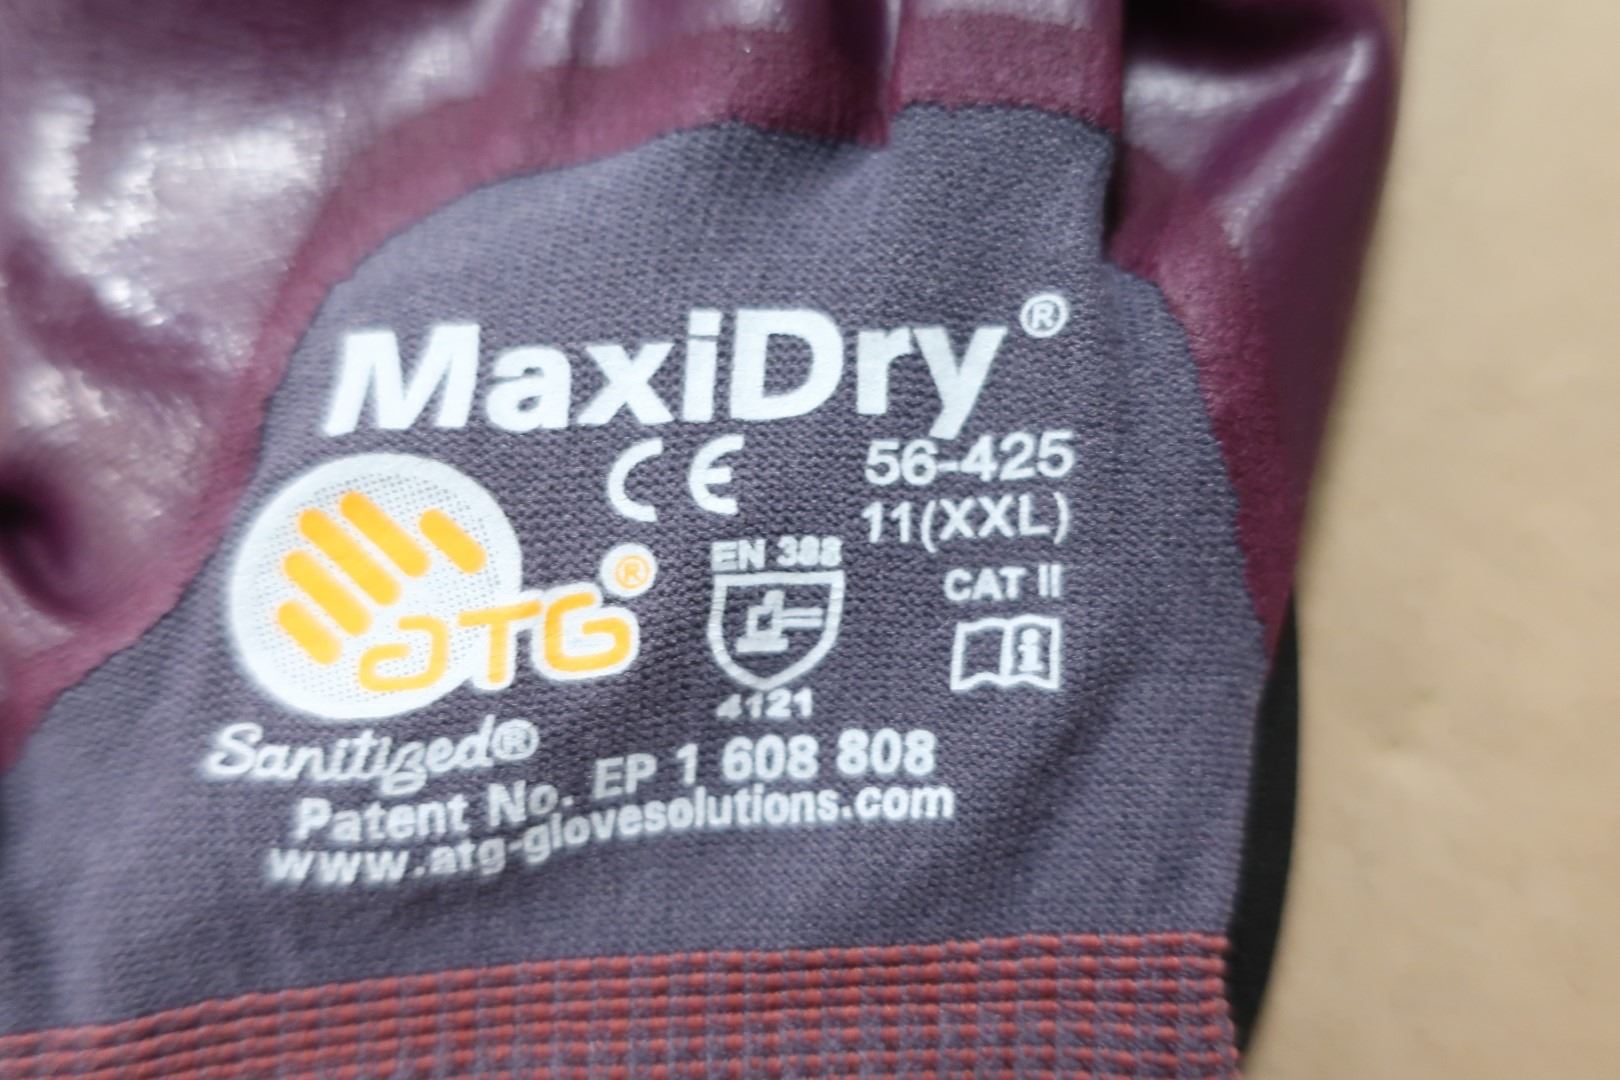 MaxiDry®
CE
56-425
11(XXL)
ATG®
EN 388
4121
CAT II
i
Sanitized®
Patent No. EP 1 608 808
www.atg-glovesolutions.com